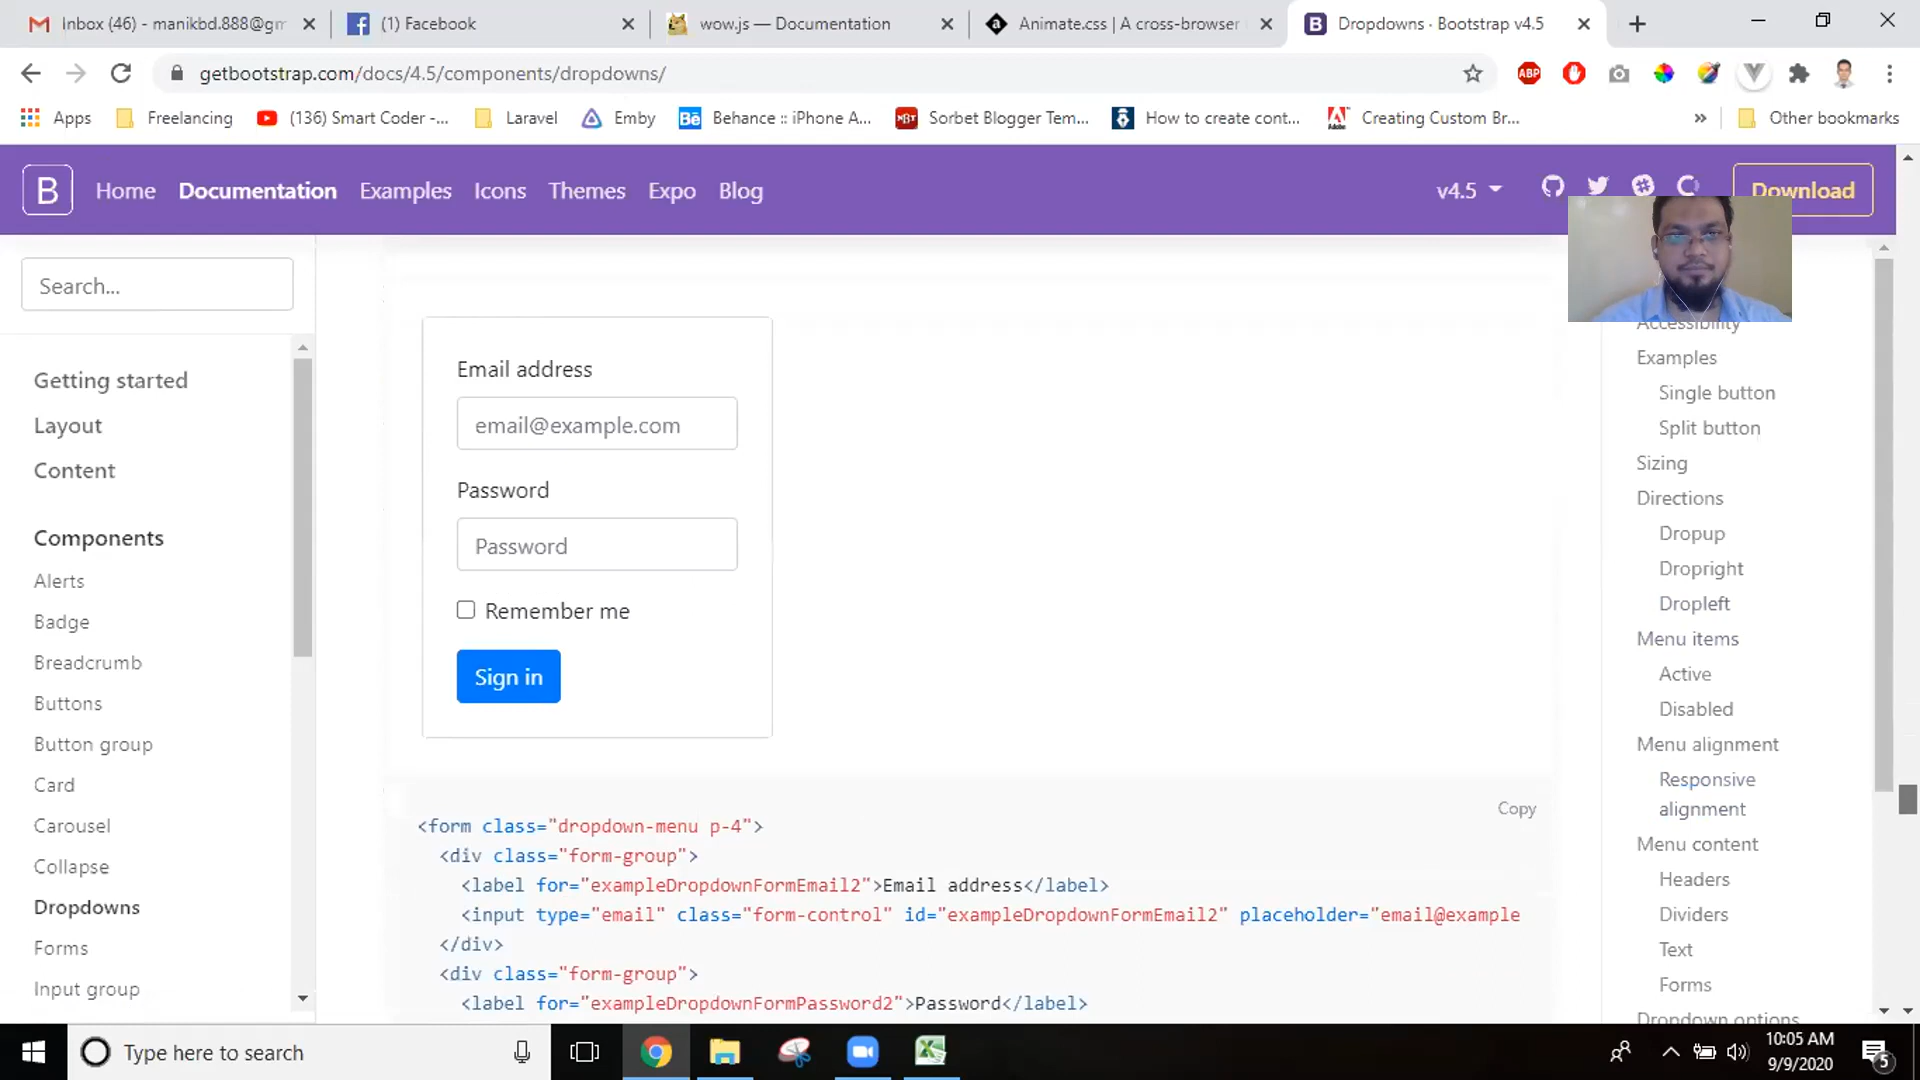 Inbox (46) - manikbd.888@gm
(1) Facebook
wow.js — Documentation
Animate.css | A cross-browser
Dropdowns · Bootstrap v4.5
getbootstrap.com/docs/4.5/components/dropdowns/
ABP
Apps
Freelancing
(136) Smart Coder -...
Laravel
Emby
Behance :: iPhone A...
Sorbet Blogger Tem...
How to create cont...
Creating Custom Br...
»
Other bookmarks
B
Home
Documentation
Examples
Icons
Themes
Expo
Blog
v4.5
Download
Search...
Getting started
Layout
Content
Components
Alerts
Badge
Breadcrumb
Buttons
Button group
Card
Carousel
Collapse
Dropdowns
Forms
Input group
Email address
email@example.com
Password
Password
Remember me
Sign in
Copy
<form class="dropdown-menu p-4">
<div class="form-group">
<label for="exampleDropdownFormEmail2">Email address</label>
<input type="email" class="form-control" id="exampleDropdownFormEmail2" placeholder="email@example
</div>
<div class="form-group">
<label for="exampleDropdownFormPassword2">Password</label>
Accessibility
Examples
Single button
Split button
Sizing
Directions
Dropup
Dropright
Dropleft
Menu items
Active
Disabled
Menu alignment
Responsive
alignment
Menu content
Headers
Dividers
Text
Forms
Dropdown options
Type here to search
10:05 AM
9/9/2020
5